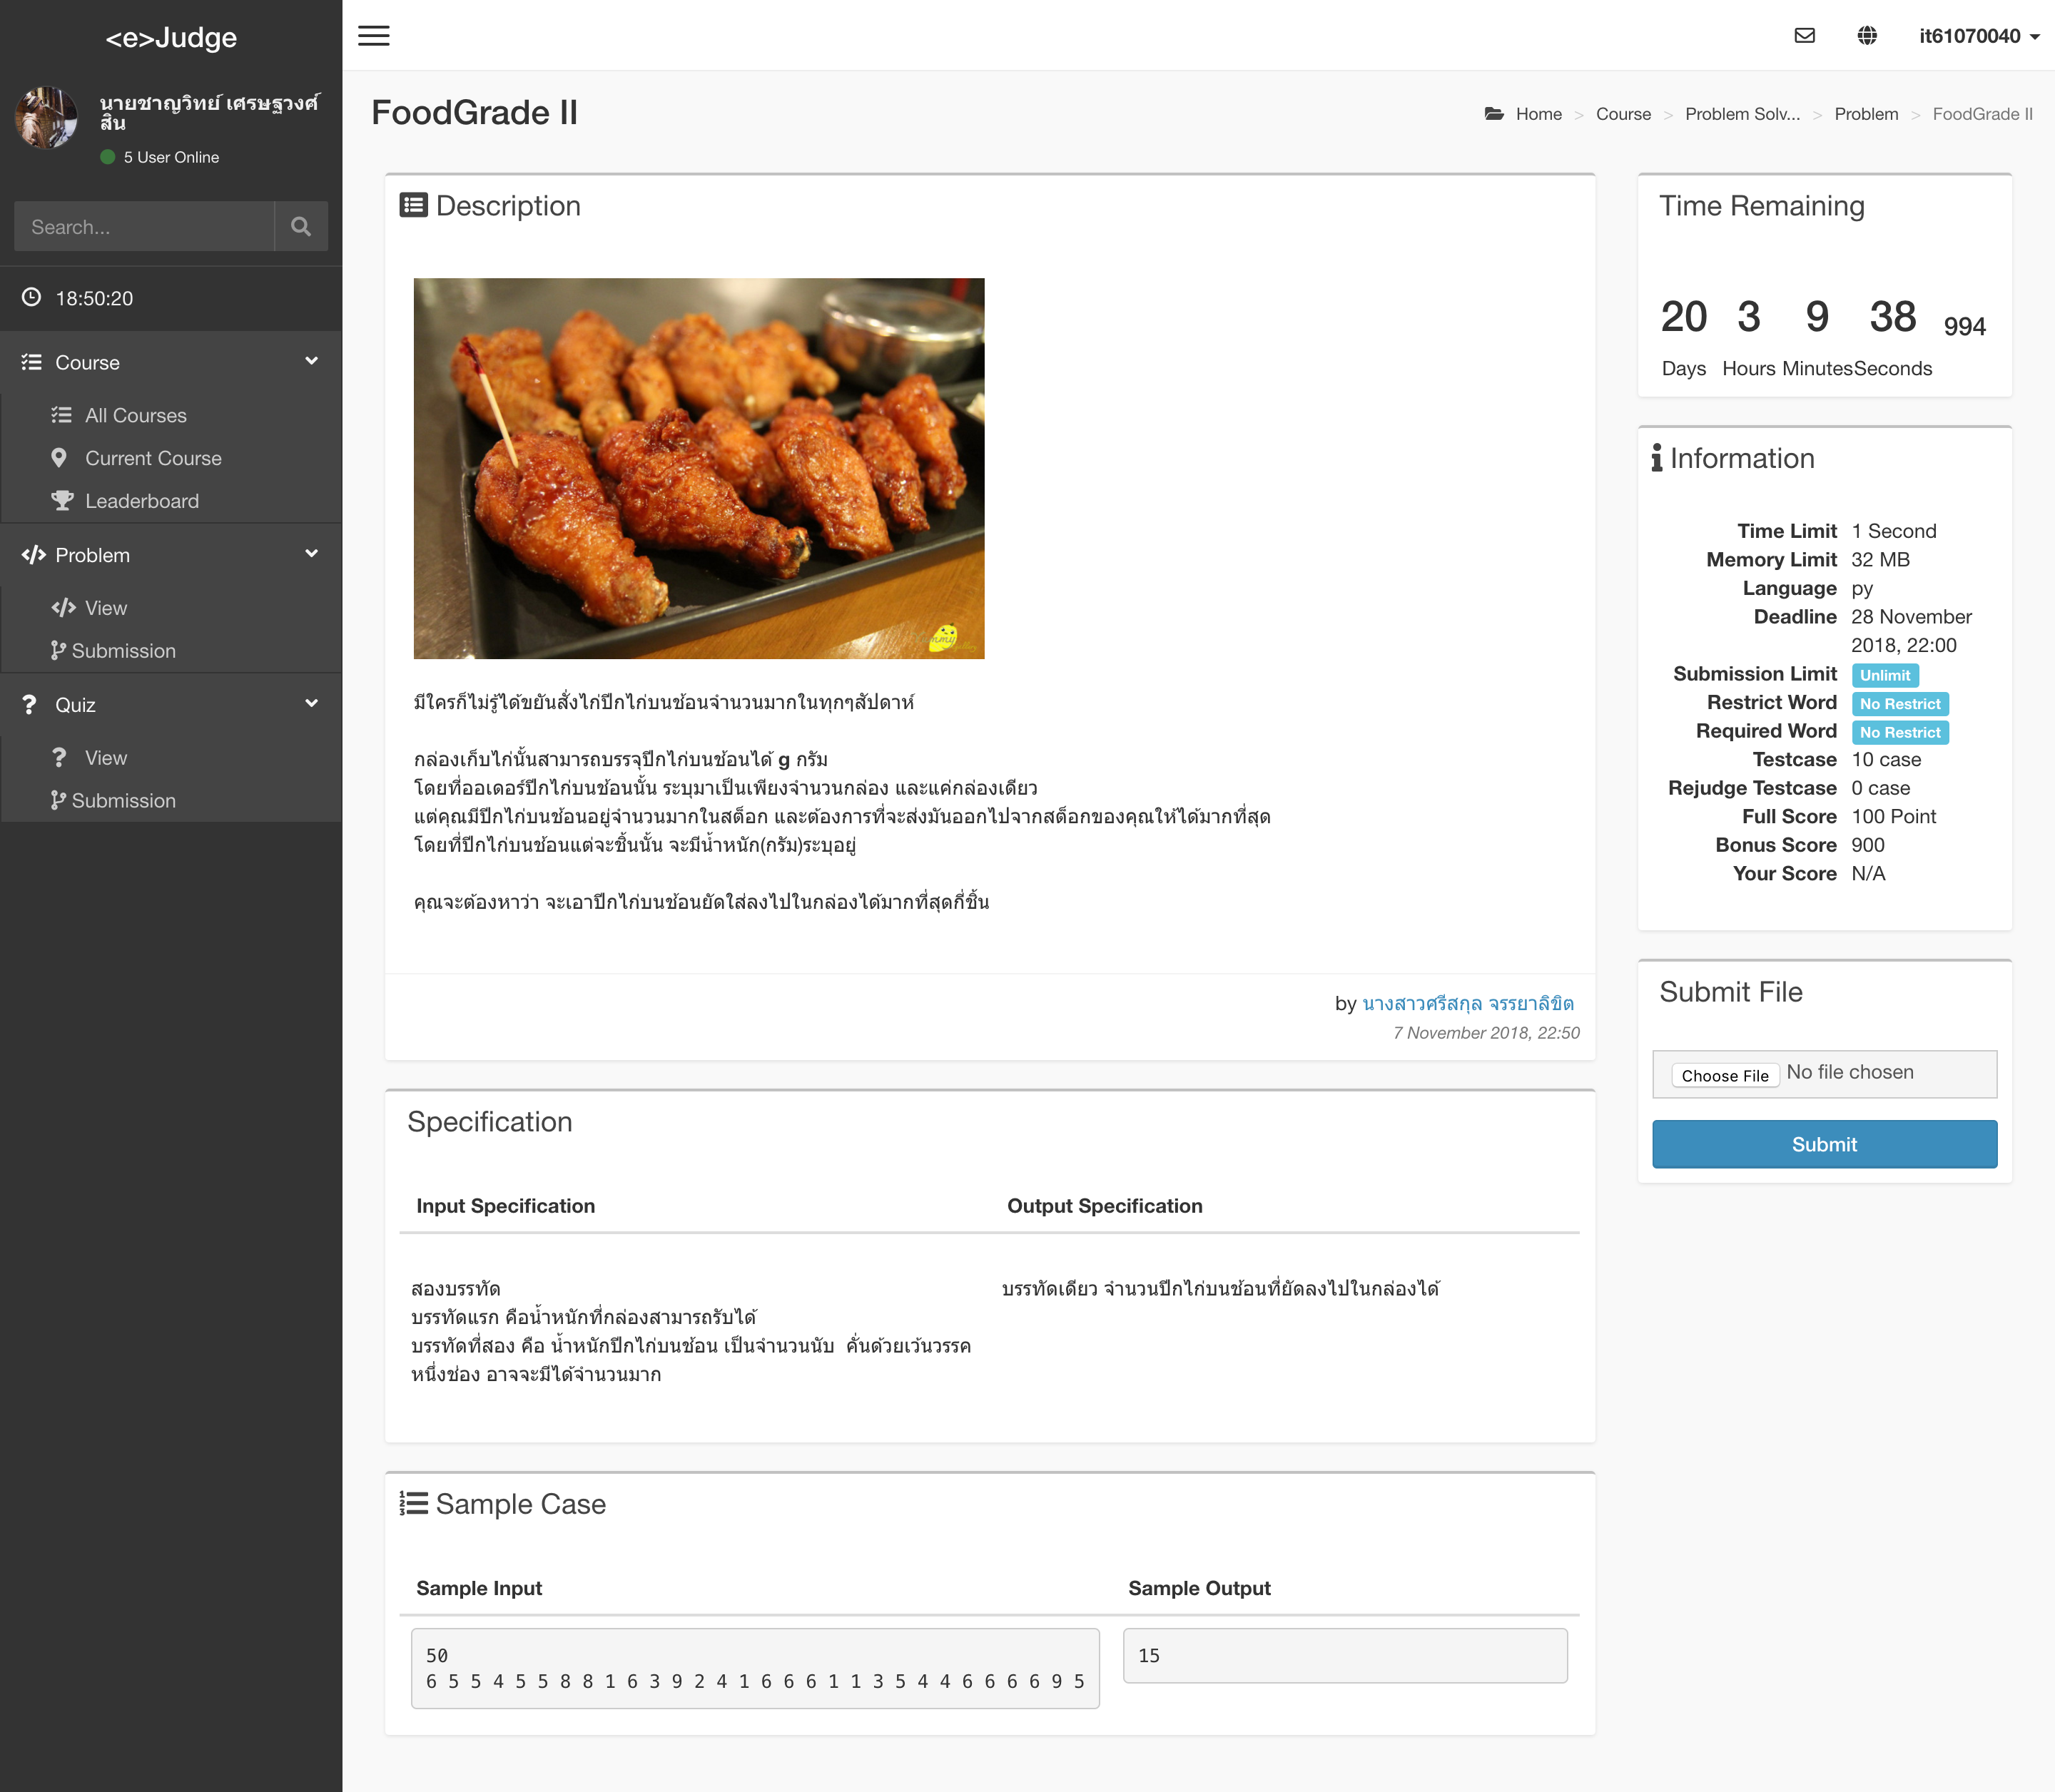 <e>Judge
นายชาญวิทย์ เศรษฐวงศ์
สิน
5 User Online
Search...
18:50:20
Course
All Courses
Current Course
Leaderboard
Problem
View
Submission
Quiz
View
Submission
it61070040
FoodGrade II
Home > Course > Problem Solv... > Problem > FoodGrade II
Description
มีใครก็ไม่รู้ได้ขยันสั่งไก่ปีกไก่บนช้อนจำนวนมากในทุกๆสัปดาห์
กล่องเก็บไก่นั้นสามารถบรรจุปีกไก่บนช้อนได้ g กรัม
โดยที่ออเดอร์ปีกไก่บนช้อนนั้น ระบุมาเป็นเพียงจำนวนกล่อง และแค่กล่องเดียว
แต่คุณมีปีกไก่บนช้อนอยู่จำนวนมากในสต็อก และต้องการที่จะส่งมันออกไปจากสต็อกของคุณให้ได้มากที่สุด
โดยที่ปีกไก่บนช้อนแต่จะชิ้นนั้น จะมีน้ำหนัก(กรัม)ระบุอยู่
คุณจะต้องหาว่า จะเอาปีกไก่บนช้อนยัดใส่ลงไปในกล่องได้มากที่สุดกี่ชิ้น
by นางสาวศรีสกุล จรรยาลิขิต
7 November 2018, 22:50
Specification
Input Specification
Output Specification
สองบรรทัด
บรรทัดแรก คือน้ำหนักที่กล่องสามารถรับได้
บรรทัดที่สอง คือ น้ำหนักปีกไก่บนช้อน เป็นจำนวนนับ  คั่นด้วยเว้นวรรค
หนึ่งช่อง อาจจะมีได้จำนวนมาก
บรรทัดเดียว จำนวนปีกไก่บนช้อนที่ยัดลงไปในกล่องได้
Sample Case
Sample Input
Sample Output
50
6 5 5 4 5 5 8 8 1 6 3 9 2 4 1 6 6 6 1 1 3 5 4 4 6 6 6 6 9 5
15
Time Remaining
20 3 9 38 994
Days Hours Minutes Seconds
Information
Time Limit 1 Second
Memory Limit 32 MB
Language py
Deadline 28 November
2018, 22:00
Submission Limit Unlimit
Restrict Word No Restrict
Required Word No Restrict
Testcase 10 case
Rejudge Testcase 0 case
Full Score 100 Point
Bonus Score 900
Your Score N/A
Submit File
Choose File No file chosen
Submit